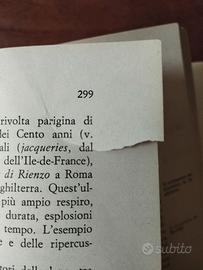 299
rivolta parigina di
dei Cento anni (v.
ali (jacqueries, dal
dell'Ile-de-France),
di Rienzo a Roma
ghilterra. Quest'ul-
più ampio respiro,
durata, esplosioni
tempo. L'esempio
e e delle ripercus-
subito